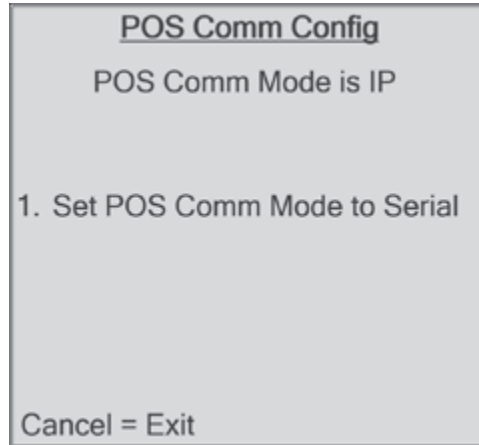 POS Comm Config
POS Comm Mode is IP
1. Set POS Comm Mode to Serial
Cancel = Exit